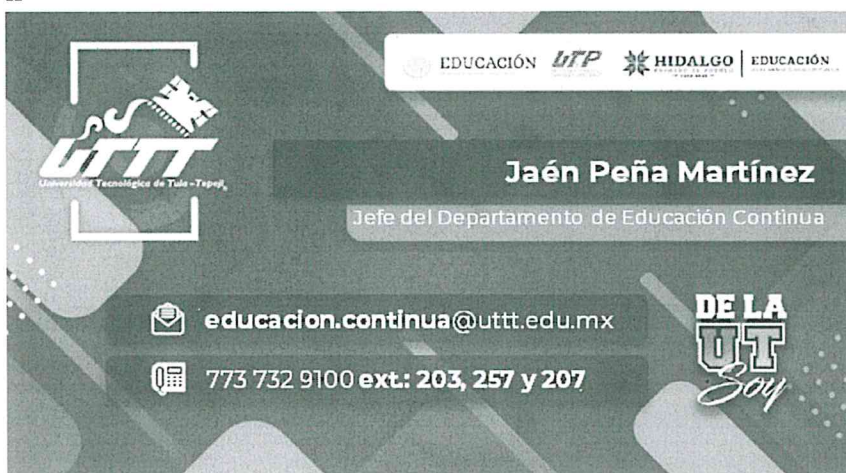 EDUCACIÓN UTP HIDALGO EDUCACIÓN
UTTT
Universidad Tecnológica de Tula-Tepeji
Jaén Peña Martínez
Jefe del Departamento de Educación Continua
educacion.continua@uttt.edu.mx
773 732 9100 ext.: 203, 257 y 207
DE LA
UT
Soy